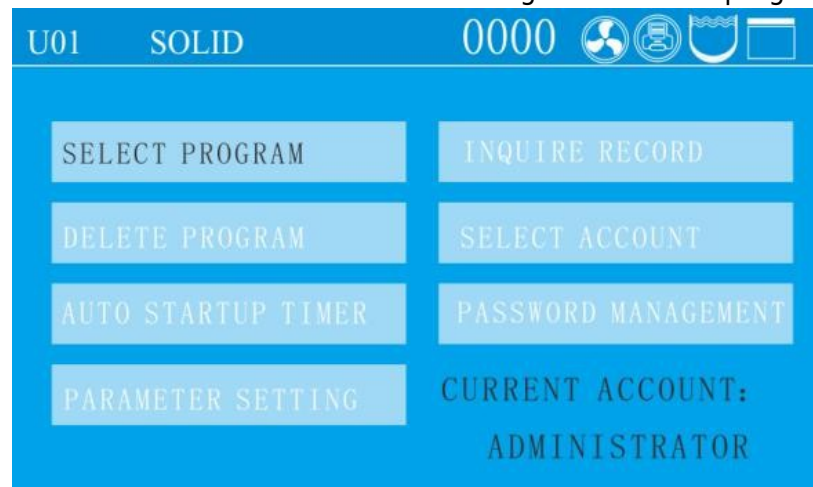 U01 SOLID 0000
SELECT PROGRAM
INQUIRE RECORD
DELETE PROGRAM
SELECT ACCOUNT
AUTO STARTUP TIMER
PASSWORD MANAGEMENT
PARAMETER SETTING
CURRENT ACCOUNT:
ADMINISTRATOR